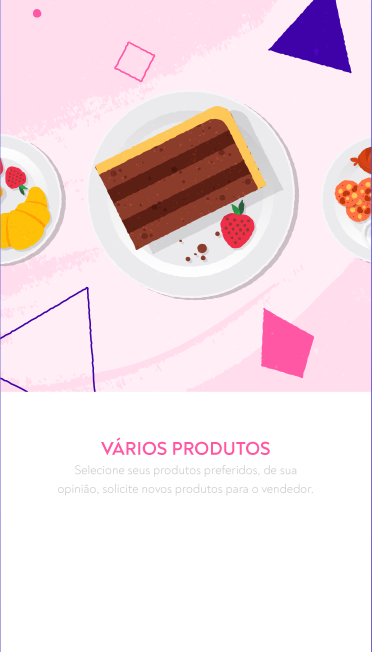 VÁRIOS PRODUTOS
Selecione seus produtos preferidos, de sua
opinião, solicite novos produtos para o vendedor.